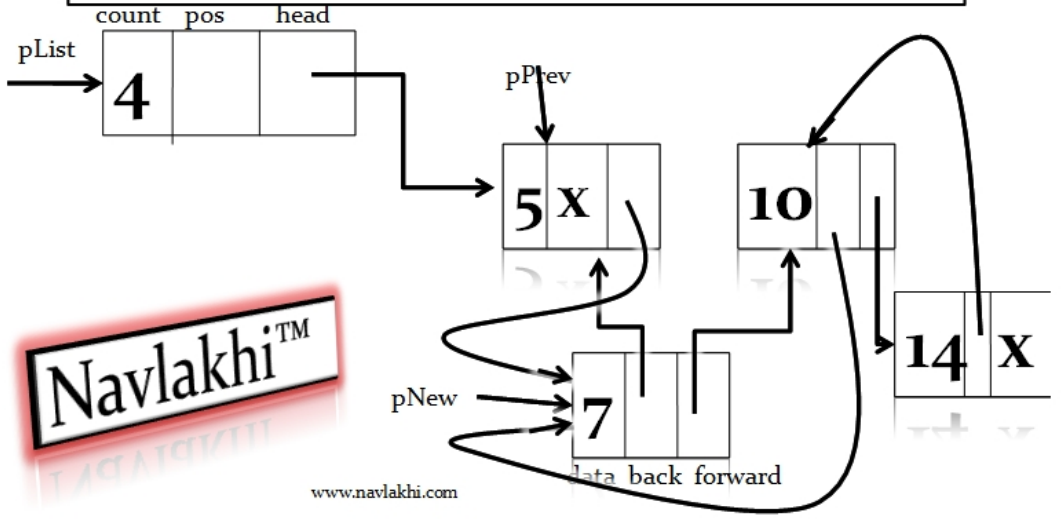 count pos head
pList
4
pPrev
5 x
10
14 x
Navlakhi™
pNew
7
data back forward
www.navlakhi.com